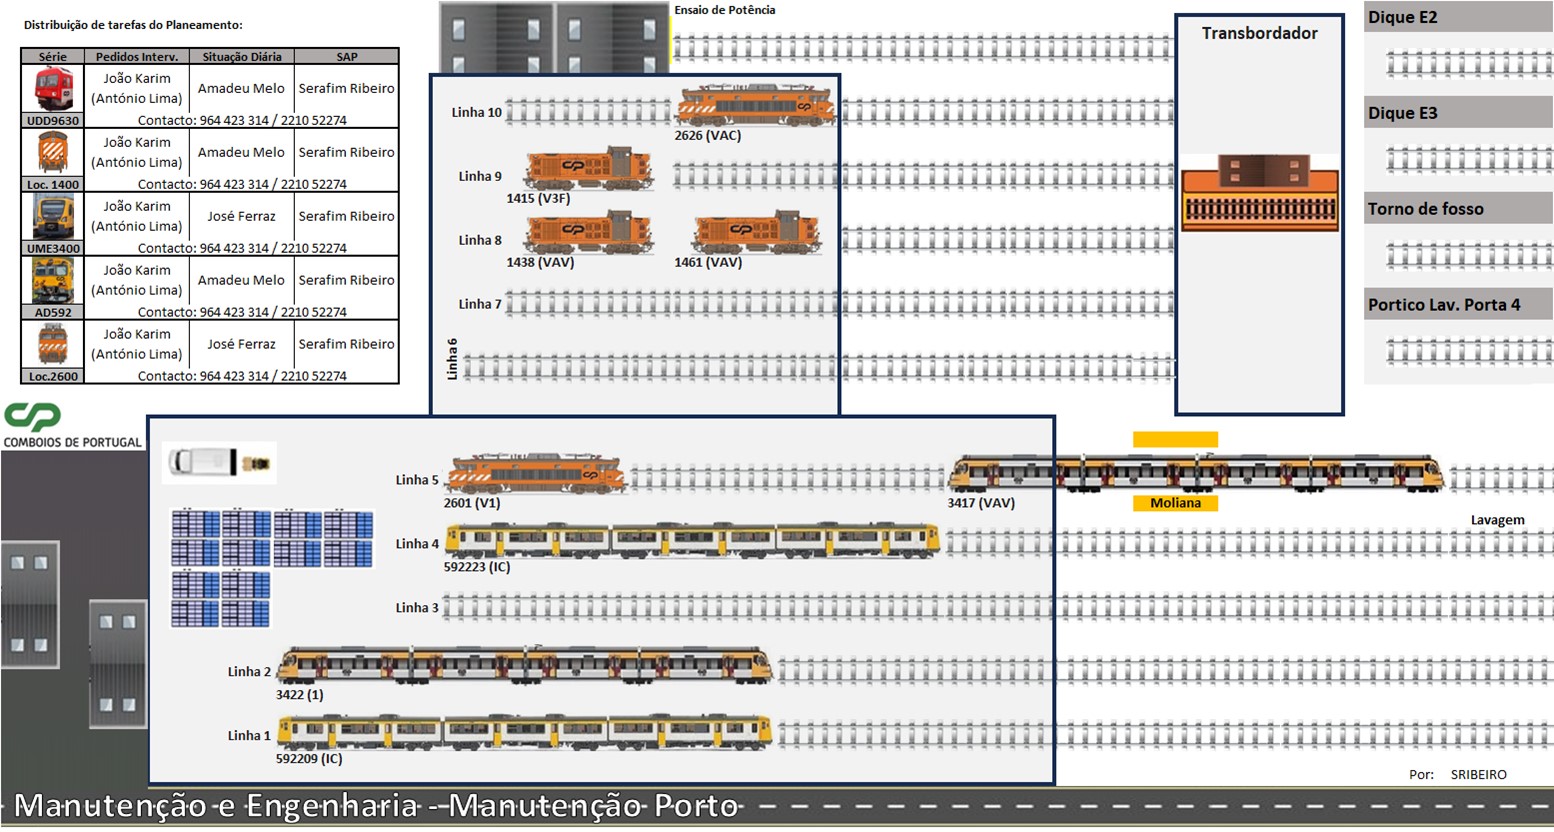 Distribuição de tarefas do Planeamento:
Série Pedidos Interv. Situação Diária SAP
João Karim
(António Lima) Amadeu Melo Serafim Ribeiro
UDD9630 Contacto: 964 423 314 / 2210 52274
João Karim
(António Lima) Amadeu Melo Serafim Ribeiro
Loc. 1400 Contacto: 964 423 314 / 2210 52274
João Karim
(António Lima) José Ferraz Serafim Ribeiro
UME3400 Contacto: 964 423 314 / 2210 52274
João Karim
(António Lima) Amadeu Melo Serafim Ribeiro
AD592 Contacto: 964 423 314 / 2210 52274
João Karim
(António Lima) José Ferraz Serafim Ribeiro
Loc.2600 Contacto: 964 423 314 / 2210 52274
CP
COMBOIOS DE PORTUGAL
Ensaio de Potência
Linha 10
2626 (VAC)
Linha 9
1415 (V3F)
Linha 8
1438 (VAV) 1461 (VAV)
Linha 7
Linha 6
Transbordador
Dique E2
Dique E3
Torno de fosso
Portico Lav. Porta 4
Linha 5
2601 (V1) 3417 (VAV) Moliana
Lavagem
Linha 4
592223 (IC)
Linha 3
Linha 2
3422 (1)
Linha 1
592209 (IC)
Por: SRIBEIRO
Manutenção e Engenharia - Manutenção Porto